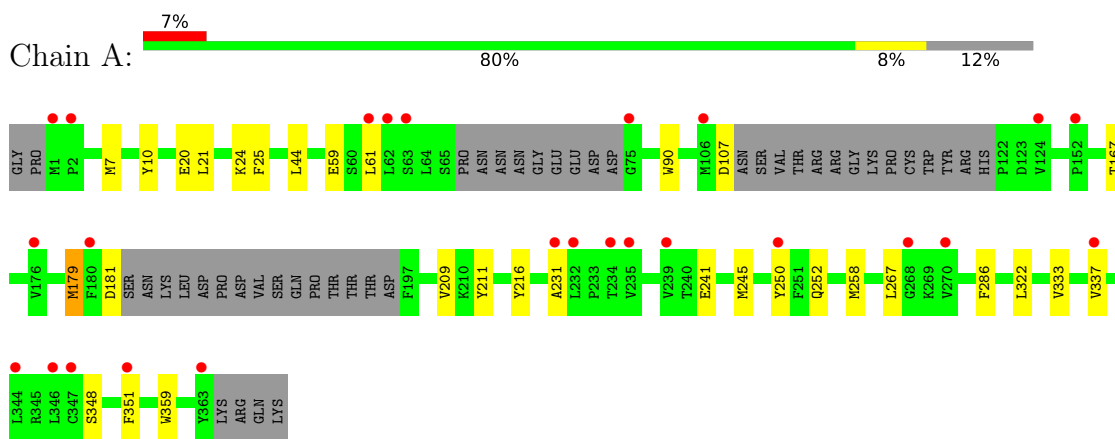 7%
Chain A:
80% 8% 12%
GLY PRO M1 P2 M7 Y10 E20 L21 K24 F25 L44 E59 S60 L61 L62 S63 L64 S65 PRO ASN ASN ASN GLY GLU GLU ASP ASP G75 W90 M106 D107 ASN SER VAL THR ARG ARG GLY LYS PRO CYS TRP TYR ARG HIS P122 D123 V124 P152 T167
V176 M179 F180 D181 SER ASN LYS LEU ASP PRO ASP VAL SER GLN PRO THR THR THR ASP F197 V209 K210 Y211 Y216 A231 L232 P233 T234 V235 V239 T240 E241 M245 Y250 F251 Q252 M258 L267 G268 K269 V270 F286 L322 V333 V337
L344 R345 L346 C347 S348 F351 W359 Y363 LYS ARG GLN LYS